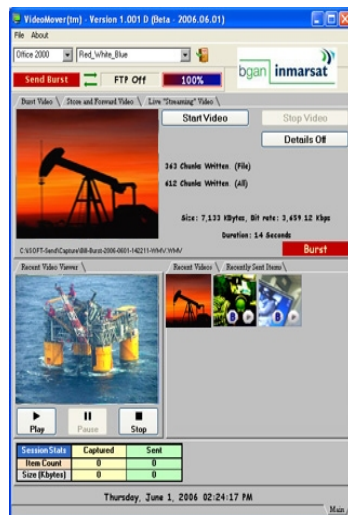 VideoMover(tm) - Version 1.001 D (Beta - 2006.06.01)
File About
Office 2000 Red_White_Blue
bgan inmarsat
Send Burst FTP Off 100%
Burst Video Store and Forward Video Live "Streaming" Video
Start Video Stop Video
Details Off
363 Chunks Written (File)
612 Chunks Written (All)
Size: 7,133 KBytes, Bit rate: 3,659.12 Kbps
Duration: 14 Seconds
C:\VSOFT-Send\Capture\Bill-Burst-2006-0601-142211-WMV.WMV
Burst
Recent Video Viewer Recent Videos Recently Sent Items
B P B P
Play Pause Stop
Session Stats Captured Sent
Item Count 0 0
Size (Kbytes) 0 0
Thursday, June 1, 2006 02:24:17 PM
Main